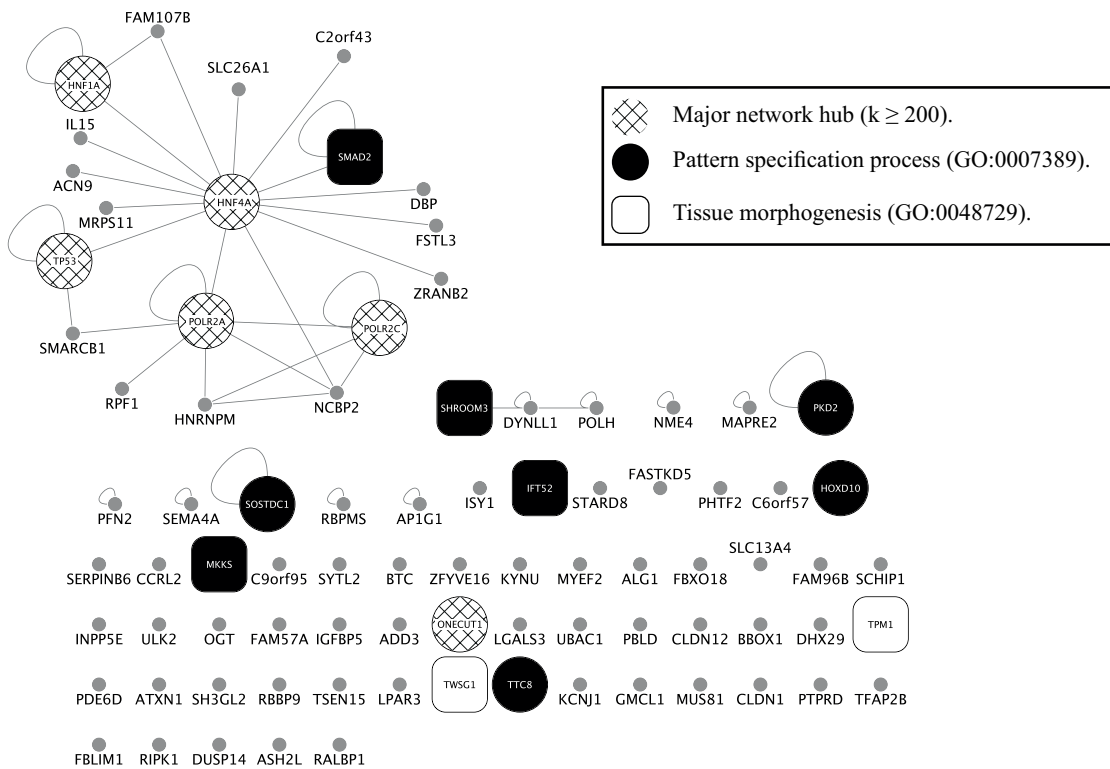 FAM107B
C2orf43
SLC26A1
HNF1A
IL15
SMAD2
ACN9
HNF4A
DBP
MRPS11
FSTL3
TP53
ZRANB2
POLR2A
POLR2C
SMARCB1
RPF1
HNRNPM
NCBP2
Major network hub (k ≥ 200).
Pattern specification process (GO:0007389).
Tissue morphogenesis (GO:0048729).
SHROOM3
DYNLL1
POLH
NME4
MAPRE2
PKD2
PFN2
SEMA4A
SOSTDC1
RBPMS
AP1G1
ISY1
IFT52
STARD8
FASTKD5
PHTF2
C6orf57
HOXD10
SERPINB6
CCRL2
MKKS
C9orf95
SYTL2
BTC
ZFYVE16
KYNU
MYEF2
ALG1
FBXO18
SLC13A4
FAM96B
SCHIP1
INPP5E
ULK2
OGT
FAM57A
IGFBP5
ADD3
ONECUT1
LGALS3
UBAC1
PBLD
CLDN12
BBOX1
DHX29
TPM1
PDE6D
ATXN1
SH3GL2
RBBP9
TSEN15
LPAR3
TWSG1
TTC8
KCNJ1
GMCL1
MUS81
CLDN1
PTPRD
TFAP2B
FBLIM1
RIPK1
DUSP14
ASH2L
RALBP1